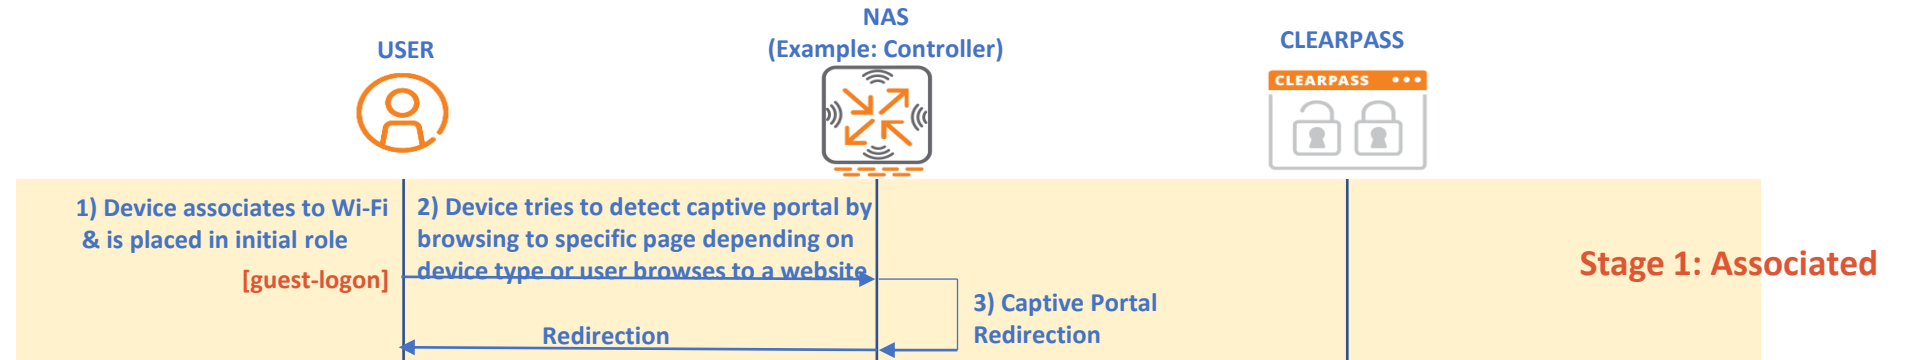 USER
NAS
(Example: Controller)
CLEARPASS
CLEARPASS
1) Device associates to Wi-Fi
& is placed in initial role
[guest-logon]
2) Device tries to detect captive portal by
browsing to specific page depending on
device type or user browses to a website
3) Captive Portal
Redirection
Redirection
Stage 1: Associated